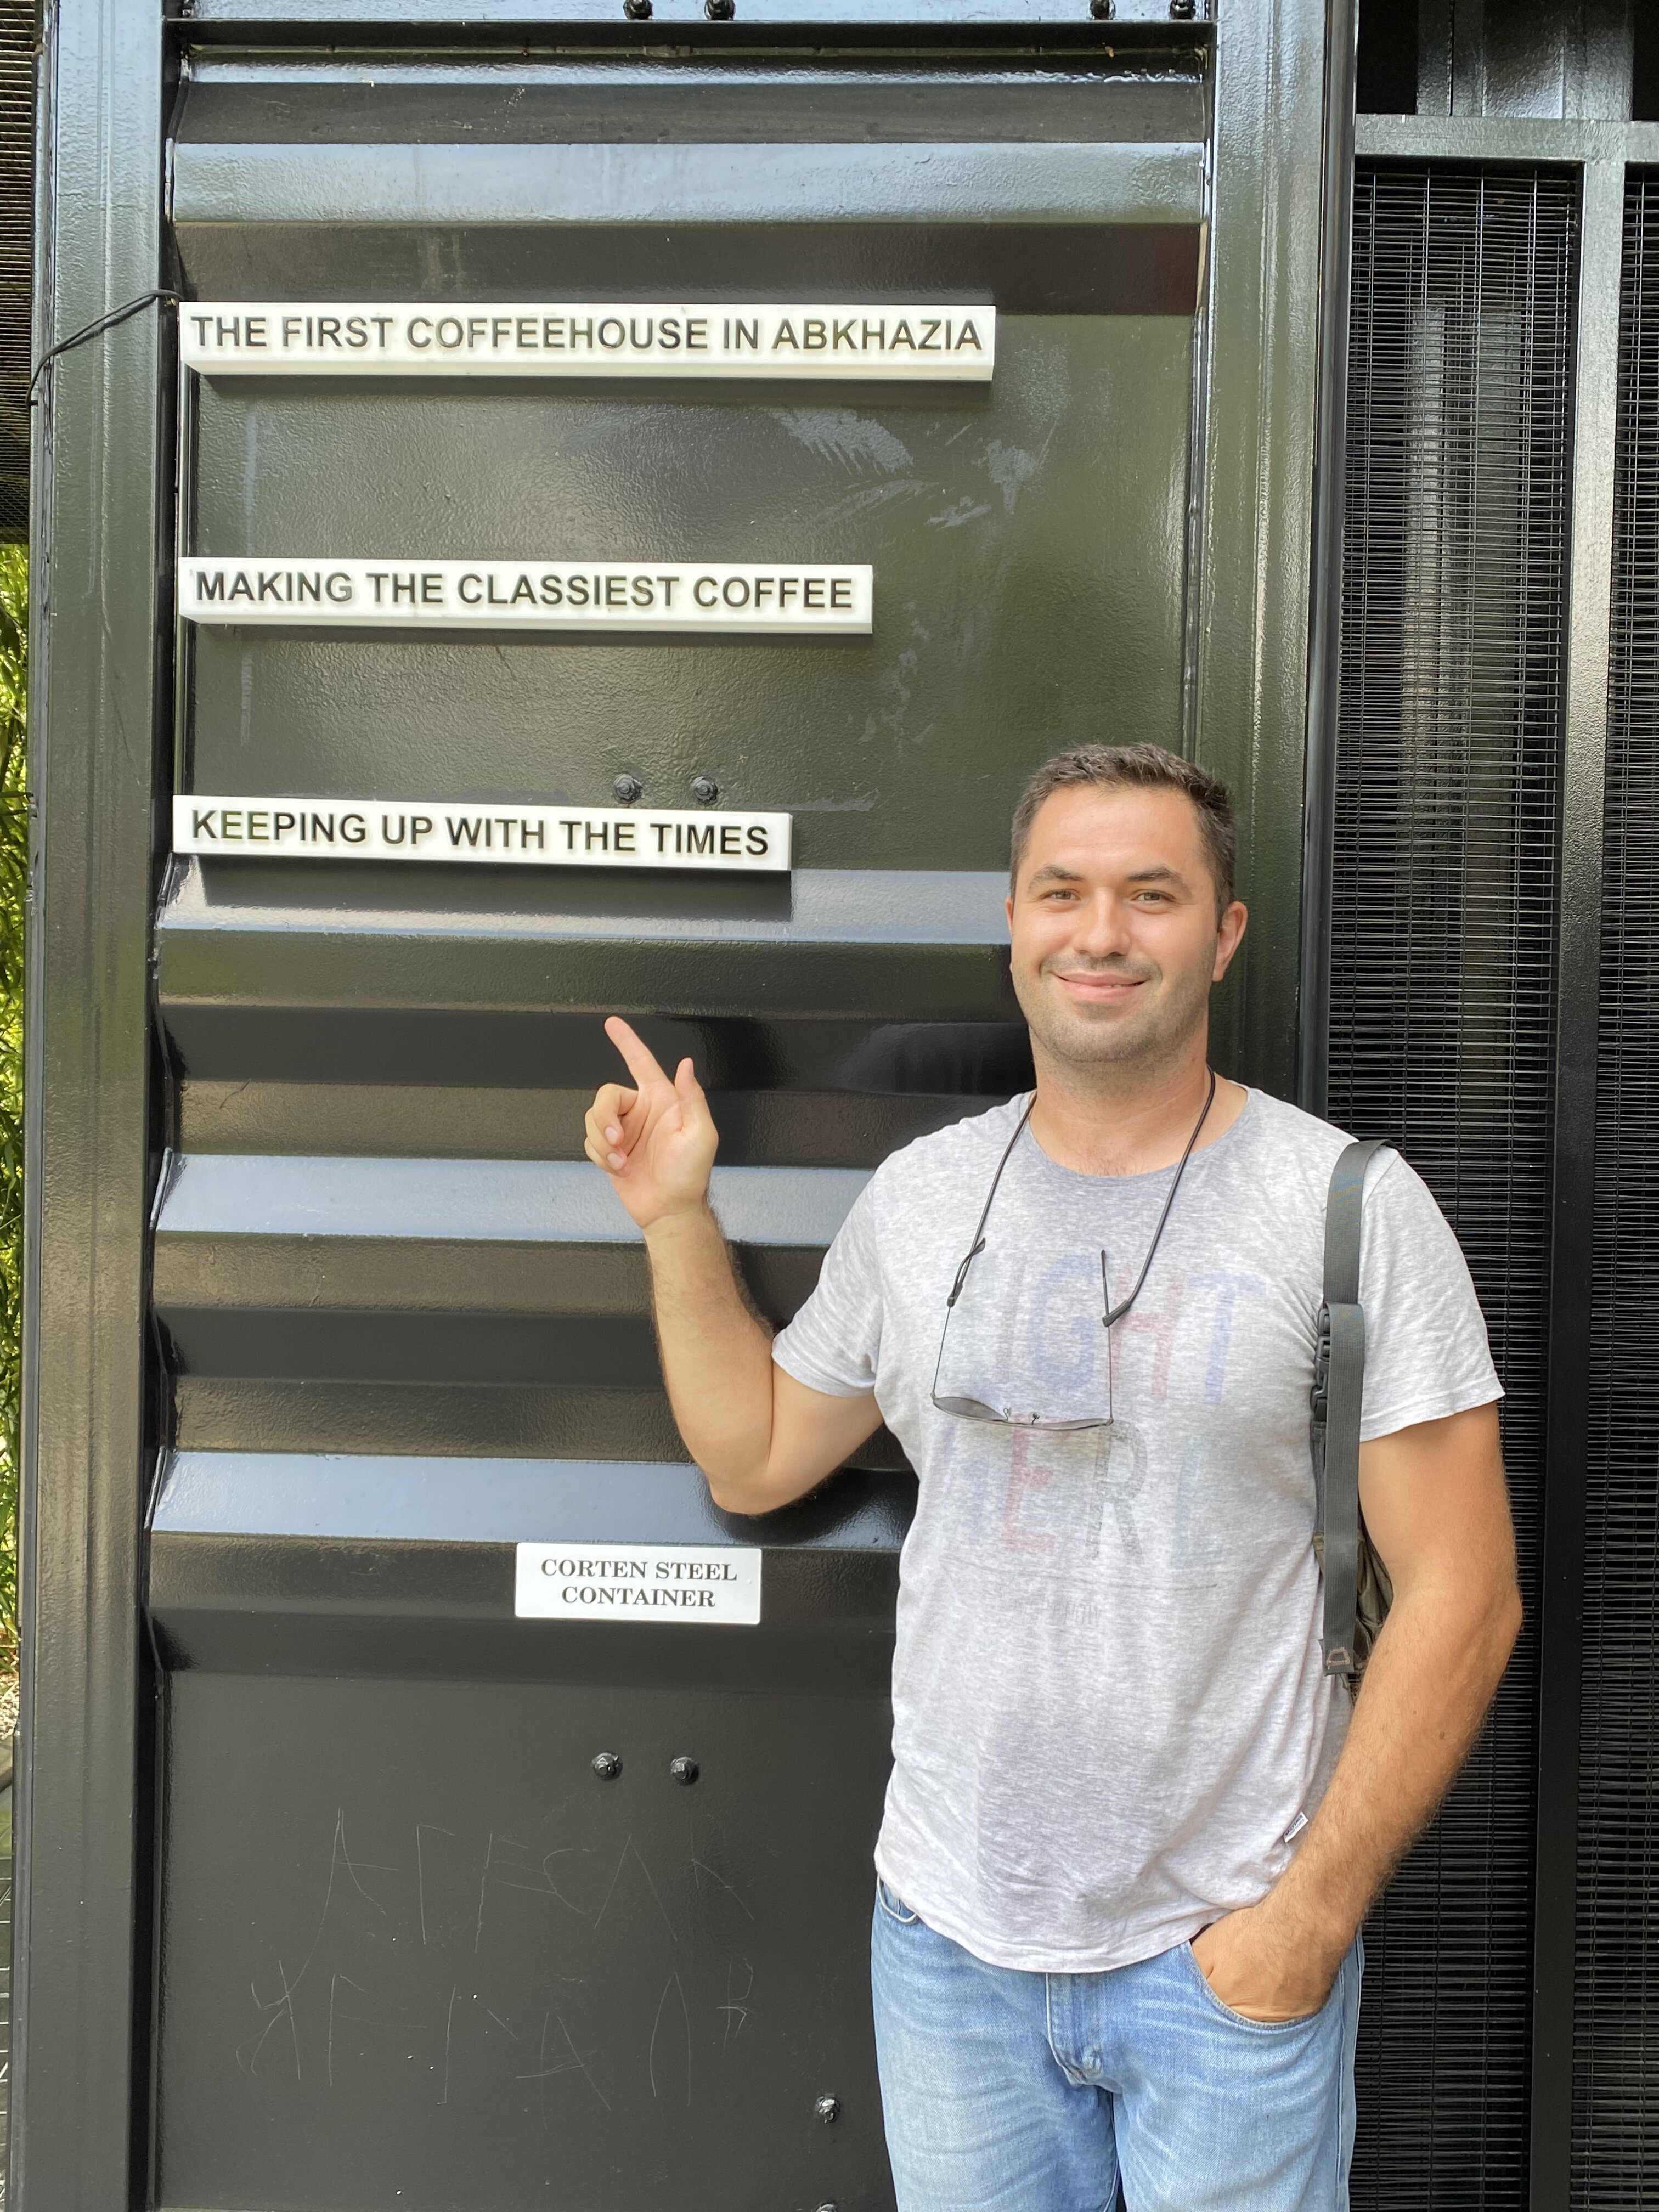 THE FIRST COFFEEHOUSE IN ABKHAZIA
MAKING THE CLASSIEST COFFEE
KEEPING UP WITH THE TIMES
CORTEN STEEL
CONTAINER